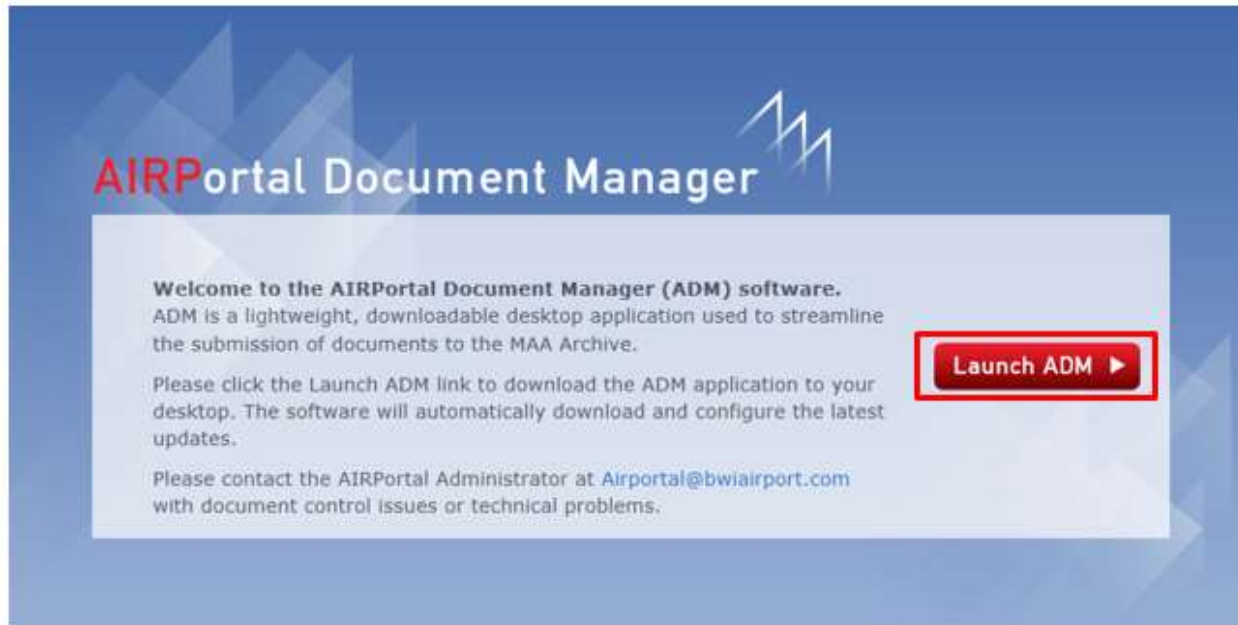 AIRPortal Document Manager
Welcome to the AIRPortal Document Manager (ADM) software.
ADM is a lightweight, downloadable desktop application used to streamline
the submission of documents to the MAA Archive.
Launch ADM ▶
Please click the Launch ADM link to download the ADM application to your
desktop. The software will automatically download and configure the latest
updates.
Please contact the AIRPortal Administrator at Airportal@bwiairport.com
with document control issues or technical problems.